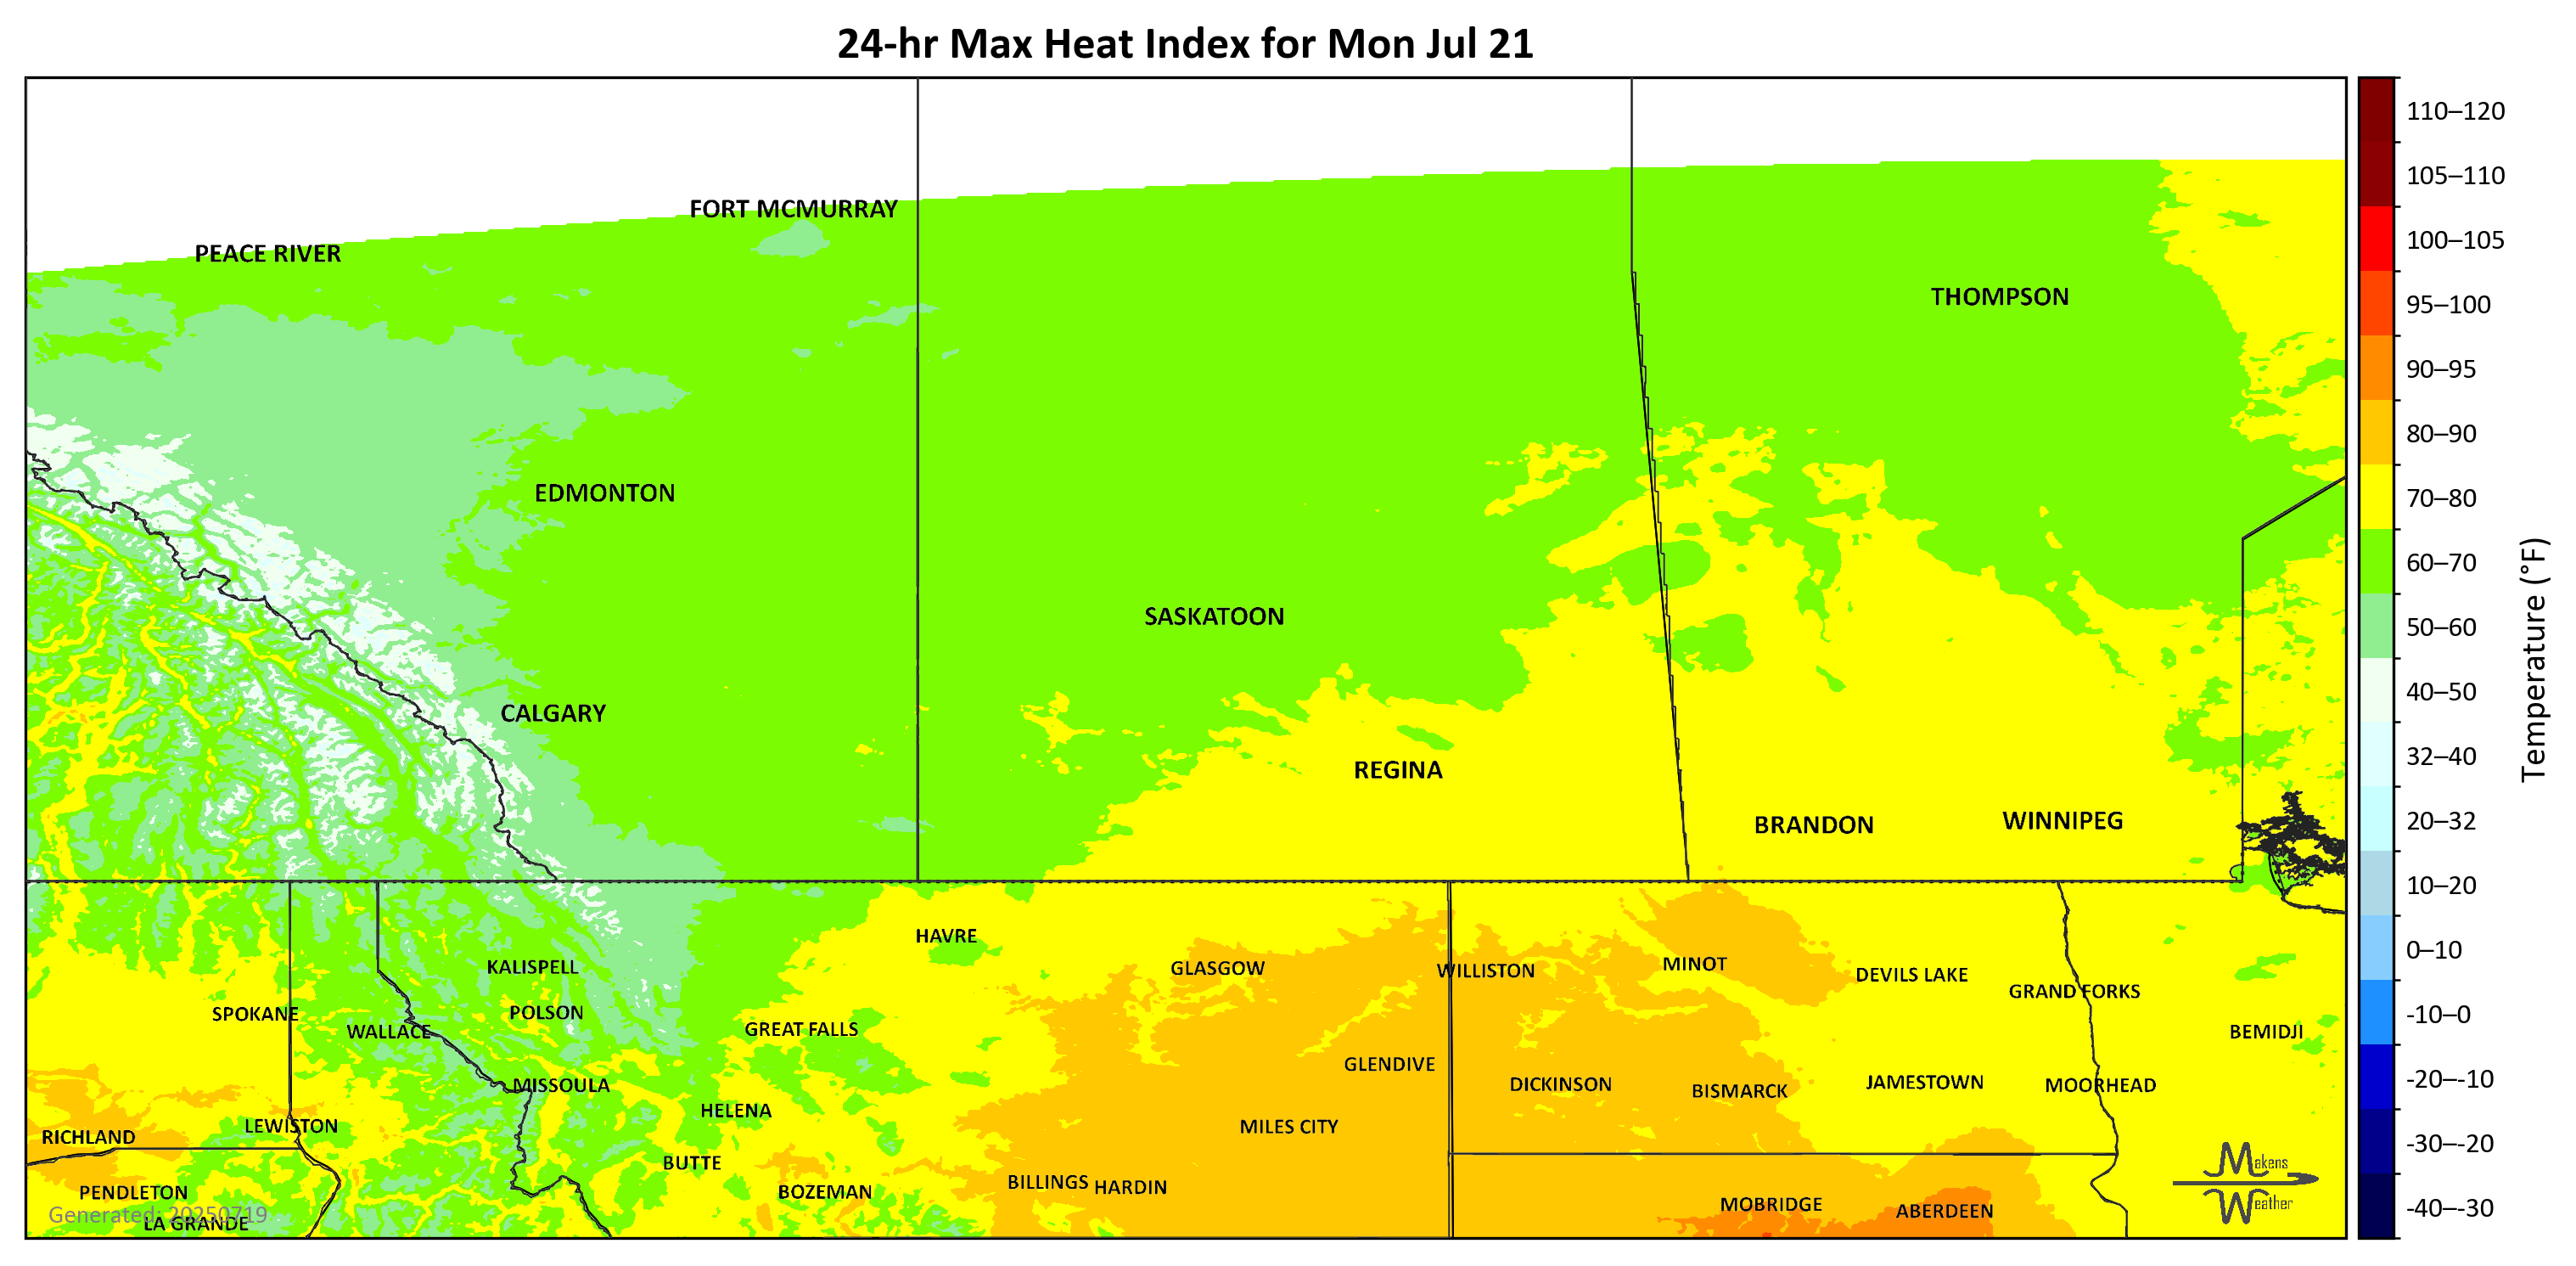 24-hr Max Heat Index for Mon Jul 21
FORT MCMURRAY
PEACE RIVER
THOMPSON
EDMONTON
SASKATOON
CALGARY
REGINA
BRANDON
WINNIPEG
HAVRE
KALISPELL
GLASGOW
WILLISTON
MINOT
DEVILS LAKE
GRAND FORKS
SPOKANE
POLSON
WALLACE
GREAT FALLS
BEMIDJI
GLENDIVE
MISSOULA
DICKINSON
BISMARCK
JAMESTOWN
MOORHEAD
HELENA
LEWISTON
MILES CITY
RICHLAND
BUTTE
PENDLETON
BOZEMAN
BILLINGS
HARDIN
MOBRIDGE
ABERDEEN
Generated: 20250719
LA GRANDE
Makens
Weather
110–120
105–110
100–105
95–100
90–95
80–90
70–80
60–70
50–60
40–50
32–40
20–32
10–20
0–10
-10–0
-20–-10
-30–-20
-40–-30
Temperature (°F)